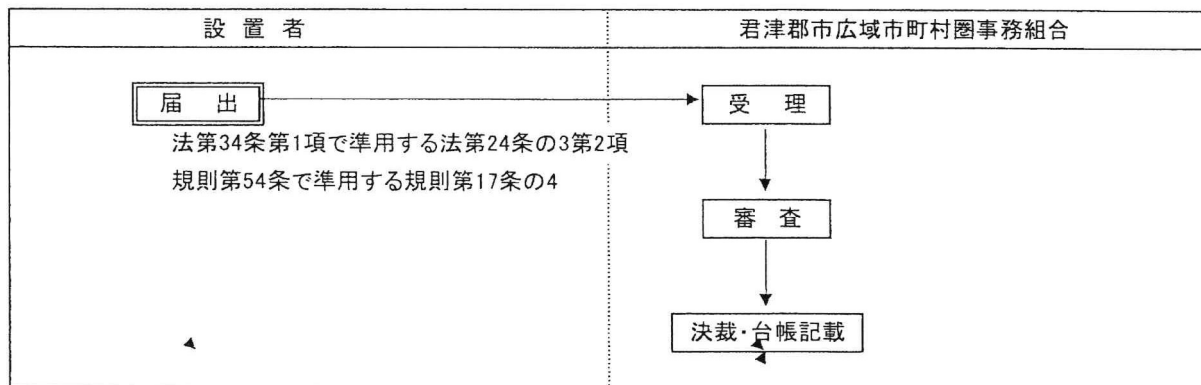 設置者
君津郡市広域市町村圏事務組合
届出
受理
法第34条第1項で準用する法第24条の3第2項
規則第54条で準用する規則第17条の4
審査
決裁・台帳記載